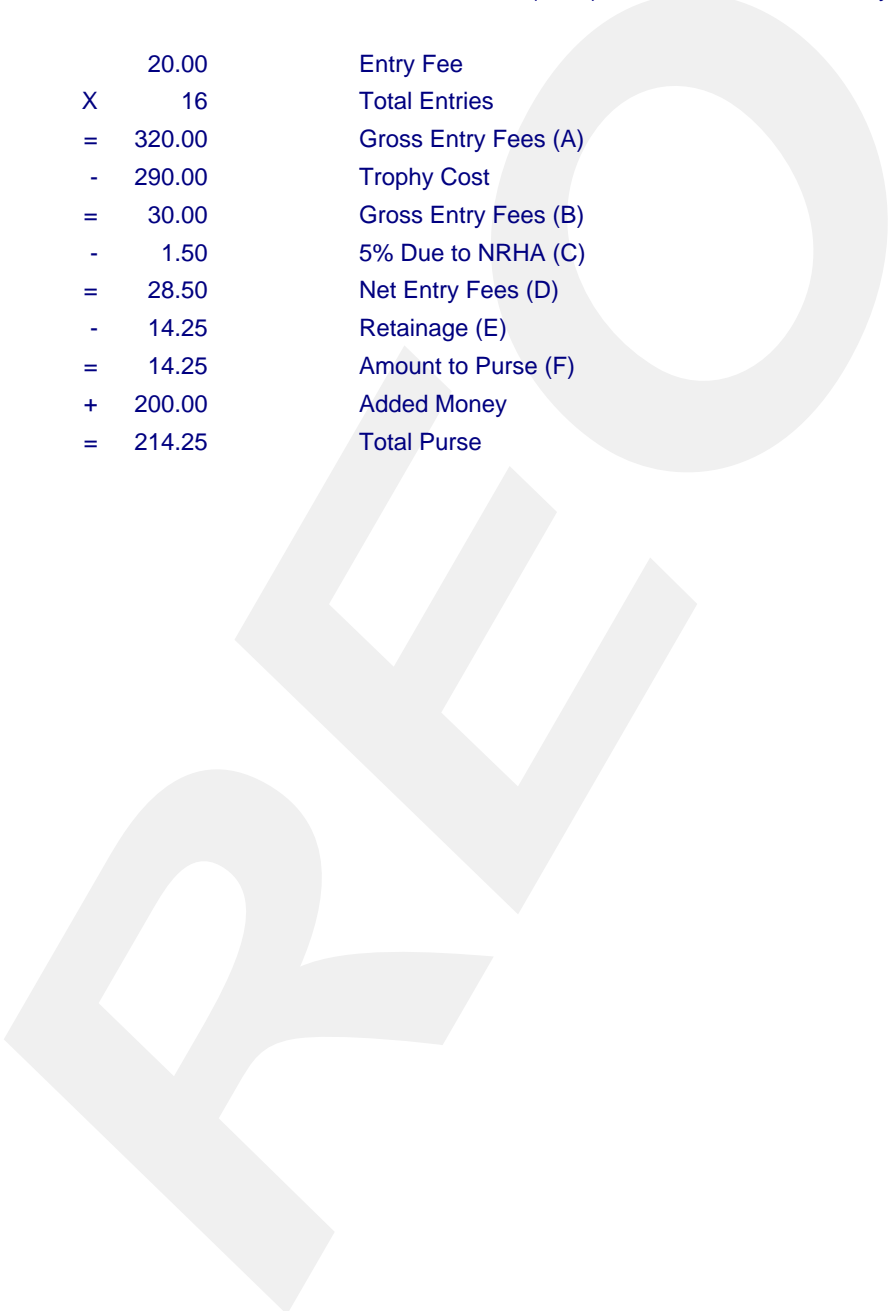 20.00 Entry Fee
X 16 Total Entries
= 320.00 Gross Entry Fees (A)
- 290.00 Trophy Cost
= 30.00 Gross Entry Fees (B)
- 1.50 5% Due to NRHA (C)
= 28.50 Net Entry Fees (D)
- 14.25 Retainage (E)
= 14.25 Amount to Purse (F)
+ 200.00 Added Money
= 214.25 Total Purse
REO